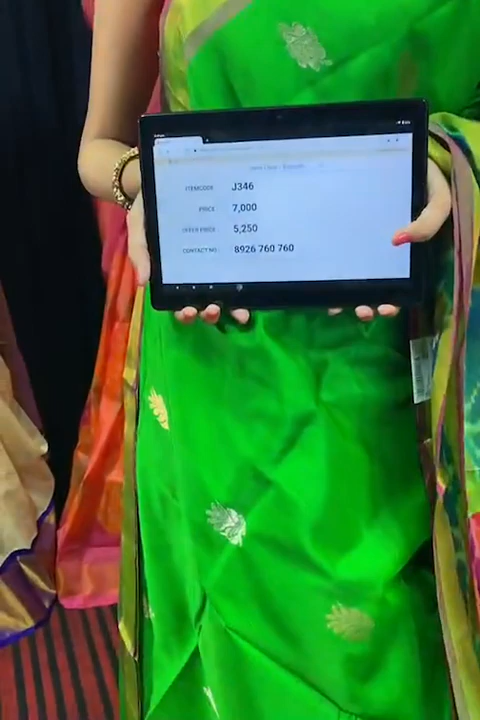 ITEMCODE J346
PRICE 7,000
OFFER PRICE 5,250
CONTACT NO 8926 760 760